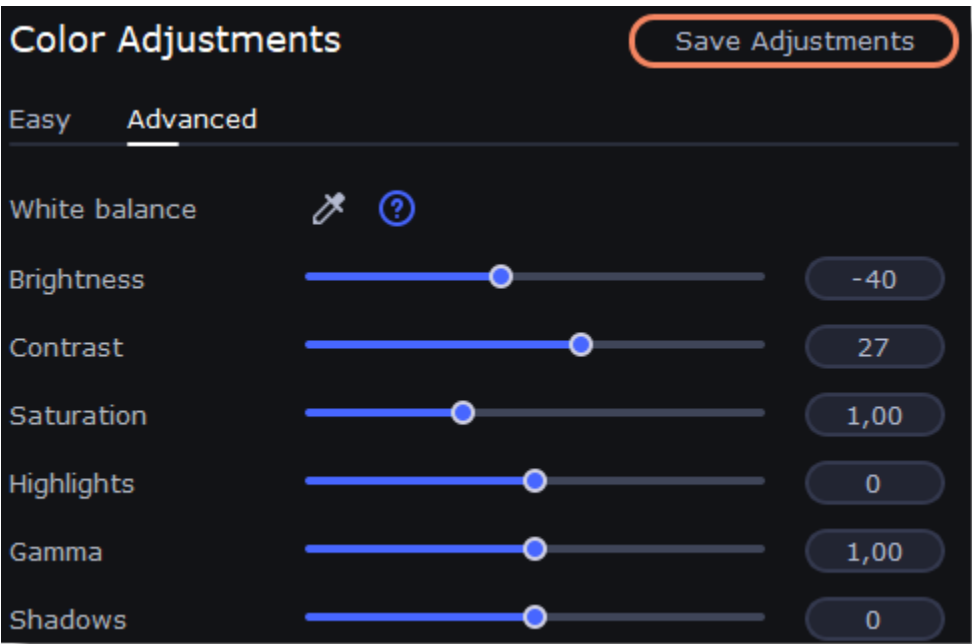 Color Adjustments Save Adjustments
Easy Advanced
White balance ?
Brightness -40
Contrast 27
Saturation 1,00
Highlights 0
Gamma 1,00
Shadows 0